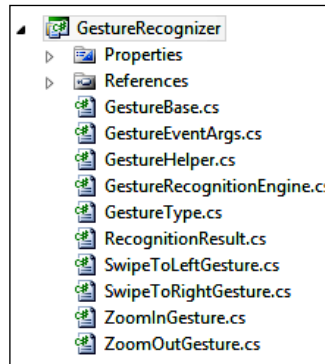 GestureRecognizer
Properties
References
GestureBase.cs
GestureEventArgs.cs
GestureHelper.cs
GestureRecognitionEngine.cs
GestureType.cs
RecognitionResult.cs
SwipeToLeftGesture.cs
SwipeToRightGesture.cs
ZoomInGesture.cs
ZoomOutGesture.cs